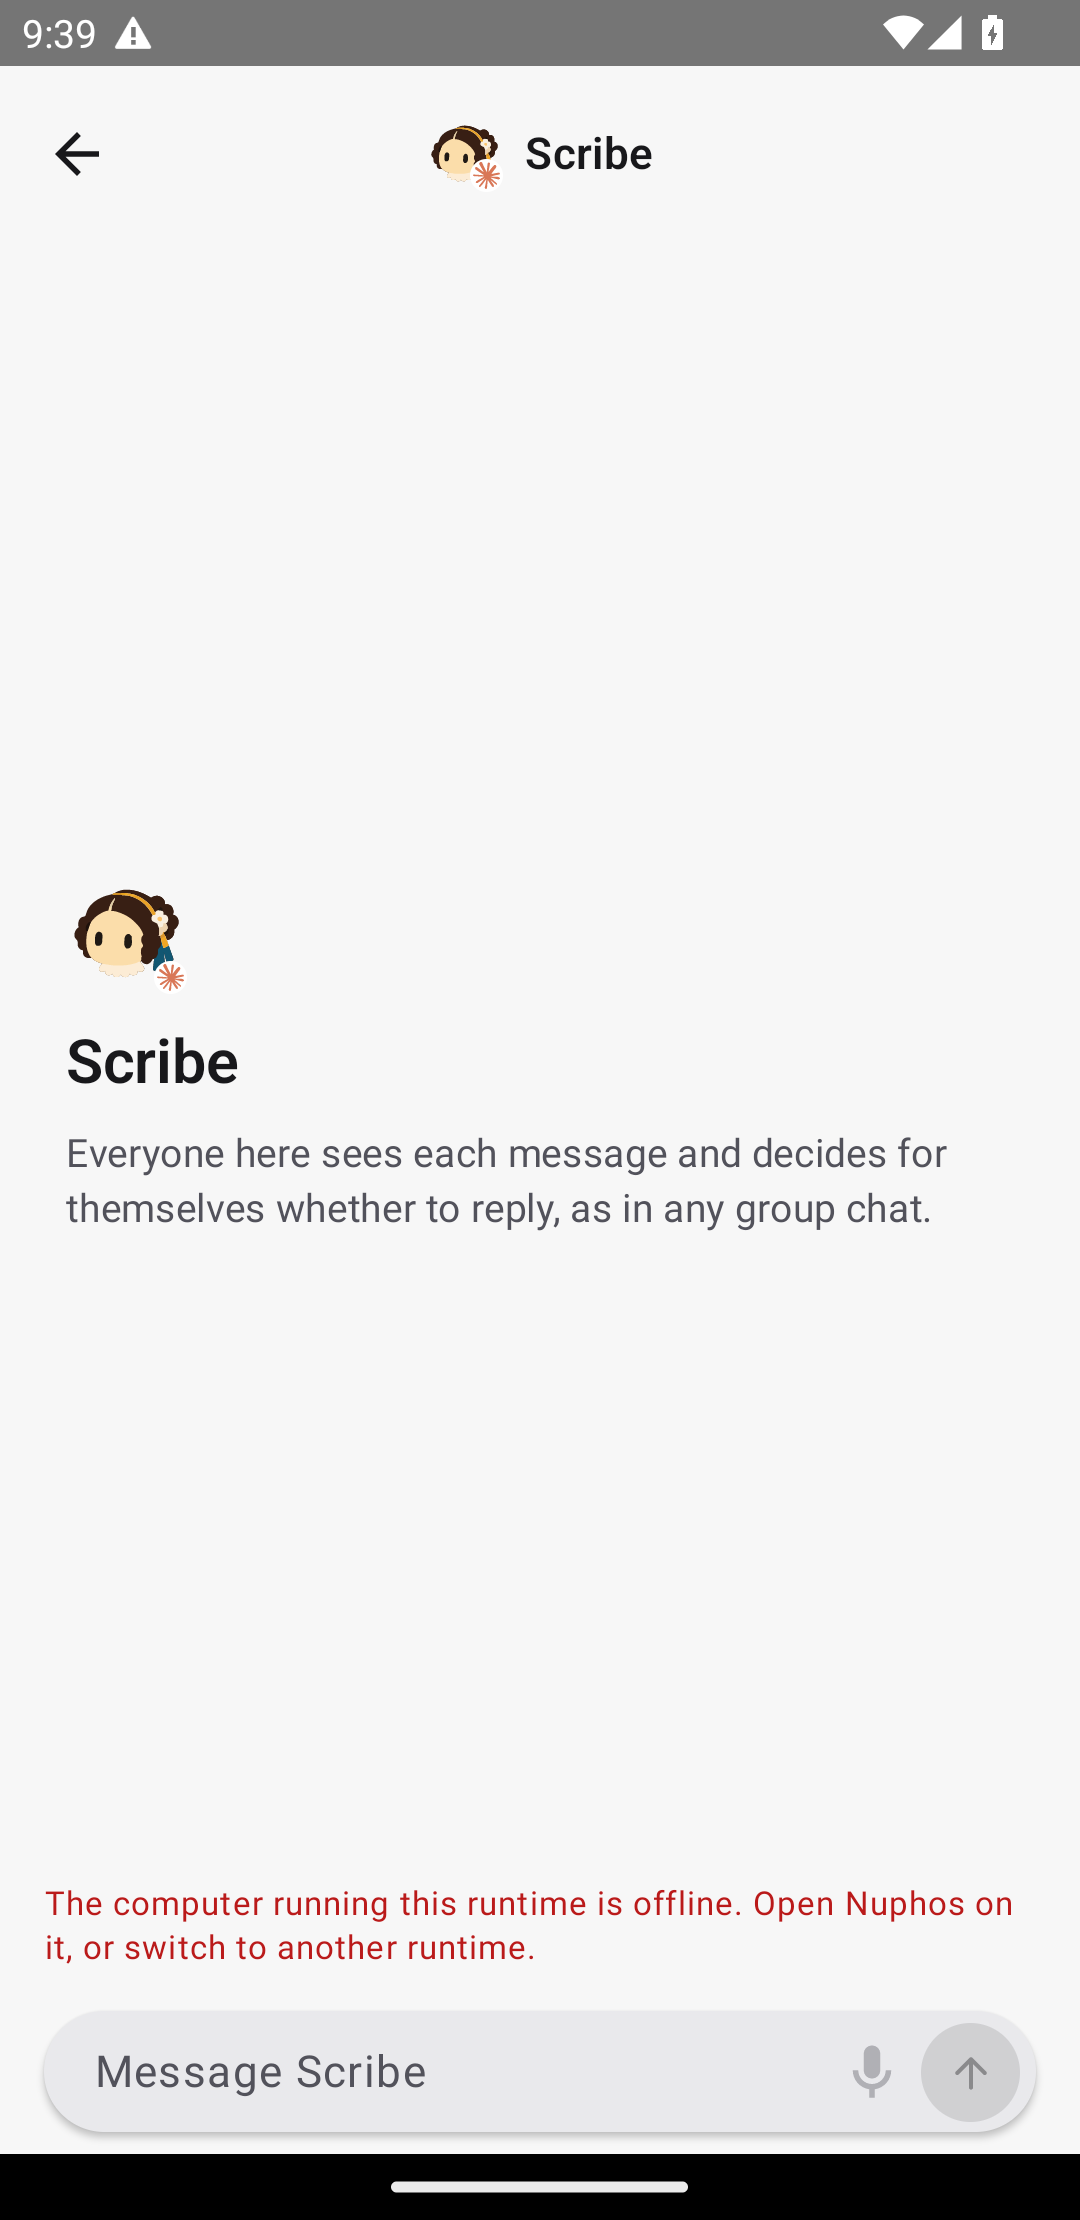 9:39
Scribe
Scribe
Everyone here sees each message and decides for
themselves whether to reply, as in any group chat.
The computer running this runtime is offline. Open Nuphos on
it, or switch to another runtime.
Message Scribe